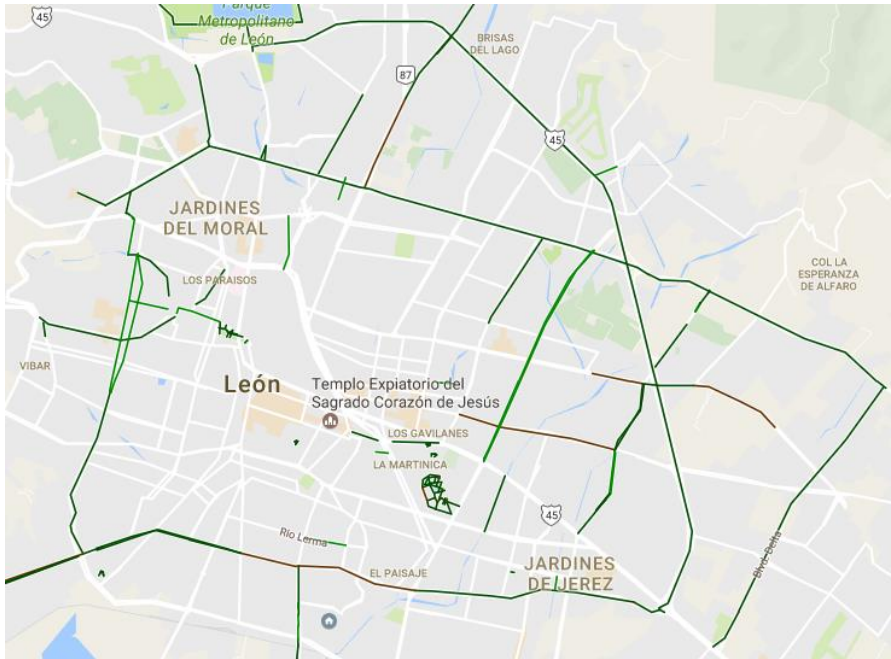 Parque
Metropolitano
de León
45
BRISAS
DEL LAGO
87
45
JARDINES
DEL MORAL
COL LA
ESPERANZA
DE ALFARO
LOS PARAISOS
VIBAR
León
Templo Expiatorio del
Sagrado Corazón de Jesús
LOS GAVILANES
LA MARTINICA
45
Río Lerma
EL PAISAJE
JARDINES
DE JEREZ
Blvd. Delta